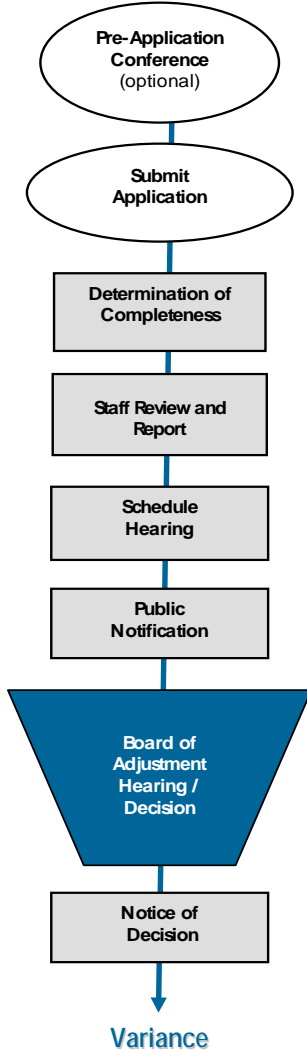 Pre-Application
Conference
(optional)
Submit
Application
Determination of
Completeness
Staff Review and
Report
Schedule
Hearing
Public
Notification
Board of
Adjustment
Hearing /
Decision
Notice of
Decision
Variance